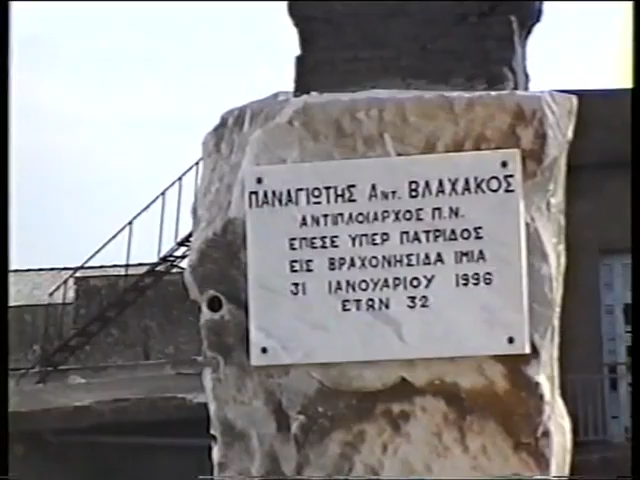 ΠΑΝΑΓΙΩΤΗΣ Αντ. ΒΛΑΧΑΚΟΣ
ΑΝΤΙΠΛΟΙΑΡΧΟΣ Π.Ν.
ΕΠΕΣΕ ΥΠΕΡ ΠΑΤΡΙΔΟΣ
ΕΙΣ ΒΡΑΧΟΝΗΣΙΔΑ ΙΜΙΑ
31 ΙΑΝΟΥΑΡΙΟΥ 1996
ΕΤΩΝ 32